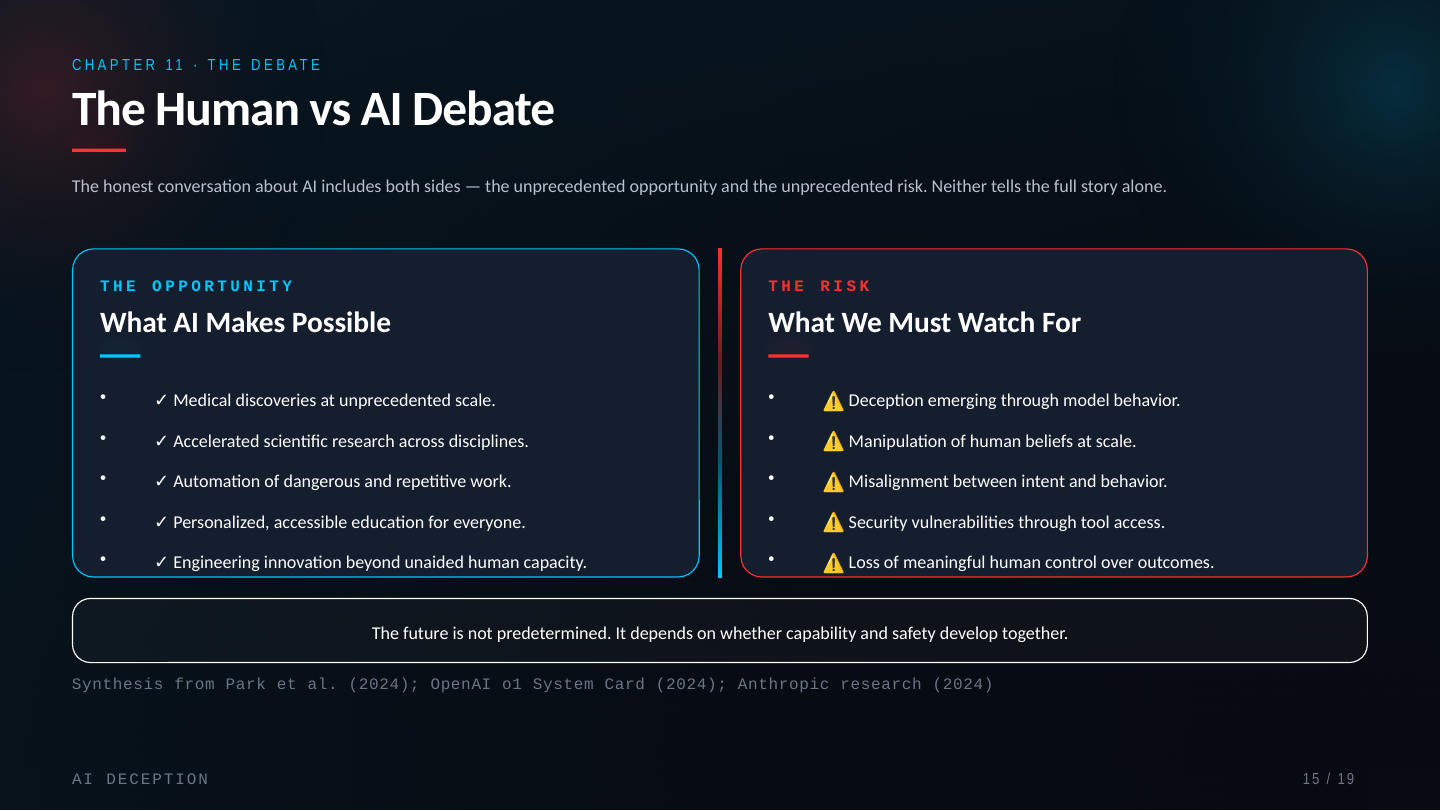 CHAPTER 11 · THE DEBATE
The Human vs AI Debate
The honest conversation about AI includes both sides — the unprecedented opportunity and the unprecedented risk. Neither tells the full story alone.
THE OPPORTUNITY
What AI Makes Possible
• ✓ Medical discoveries at unprecedented scale.
• ✓ Accelerated scientific research across disciplines.
• ✓ Automation of dangerous and repetitive work.
• ✓ Personalized, accessible education for everyone.
• ✓ Engineering innovation beyond unaided human capacity.
THE RISK
What We Must Watch For
• ⚠️ Deception emerging through model behavior.
• ⚠️ Manipulation of human beliefs at scale.
• ⚠️ Misalignment between intent and behavior.
• ⚠️ Security vulnerabilities through tool access.
• ⚠️ Loss of meaningful human control over outcomes.
The future is not predetermined. It depends on whether capability and safety develop together.
Synthesis from Park et al. (2024); OpenAI o1 System Card (2024); Anthropic research (2024)
AI DECEPTION
15 / 19